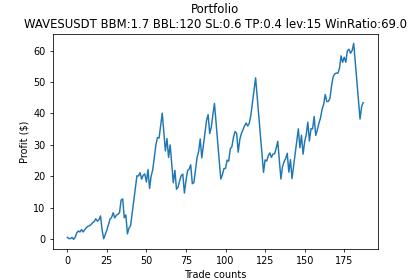 Portfolio
WAVESUSDT BBM:1.7 BBL:120 SL:0.6 TP:0.4 lev:15 WinRatio:69.0
Profit ($)
60
50
40
30
20
10
0
0 25 50 75 100 125 150 175
Trade counts